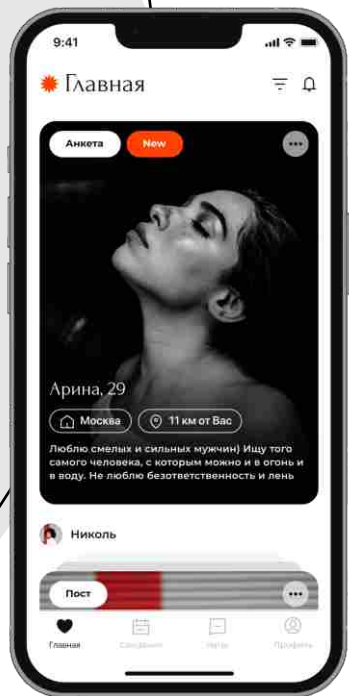 9:41
Главная
Анкета
New
Арина, 29
Москва
11 км от Вас
Люблю смелых и сильных мужчин) Ищу того
самого человека, с которым можно и в огонь и
в воду. Не люблю безответственность и лень
Николь
Пост
Главная
Профиль